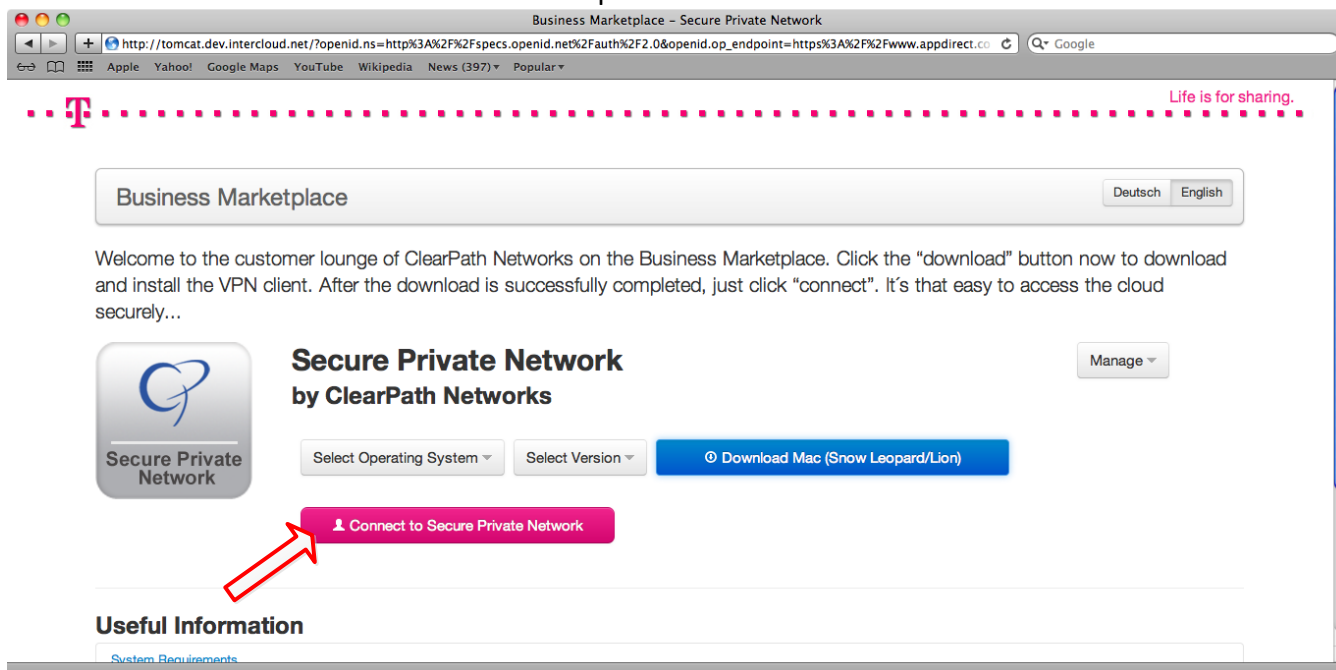 Business Marketplace – Secure Private Network
http://tomcat.dev.intercloud.net/?openid.ns=http%3A%2F%2Fspecs.openid.net%2Fauth%2F2.0&openid.op_endpoint=https%3A%2F%2Fwww.appdirect.co Google
Apple Yahoo! Google Maps YouTube Wikipedia News (397) Popular
Life is for sharing.
T
Business Marketplace Deutsch English
Welcome to the customer lounge of ClearPath Networks on the Business Marketplace. Click the “download” button now to download
and install the VPN client. After the download is successfully completed, just click “connect”. It´s that easy to access the cloud
securely...
Secure Private Network Manage
by ClearPath Networks
Secure Private
Network
Select Operating System Select Version Download Mac (Snow Leopard/Lion)
Connect to Secure Private Network
Useful Information
System Requirements